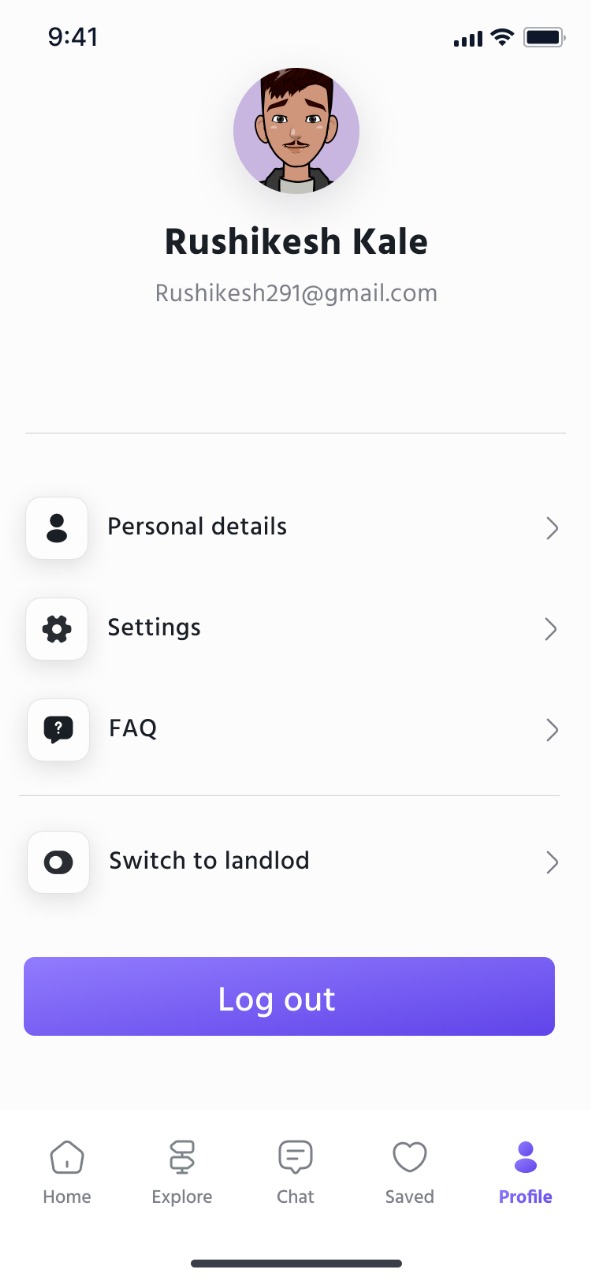 9:41
Rushikesh Kale
Rushikesh291@gmail.com
Personal details
Settings
?
FAQ
Switch to landlod
Log out
Home
Explore
Chat
Saved
Profile